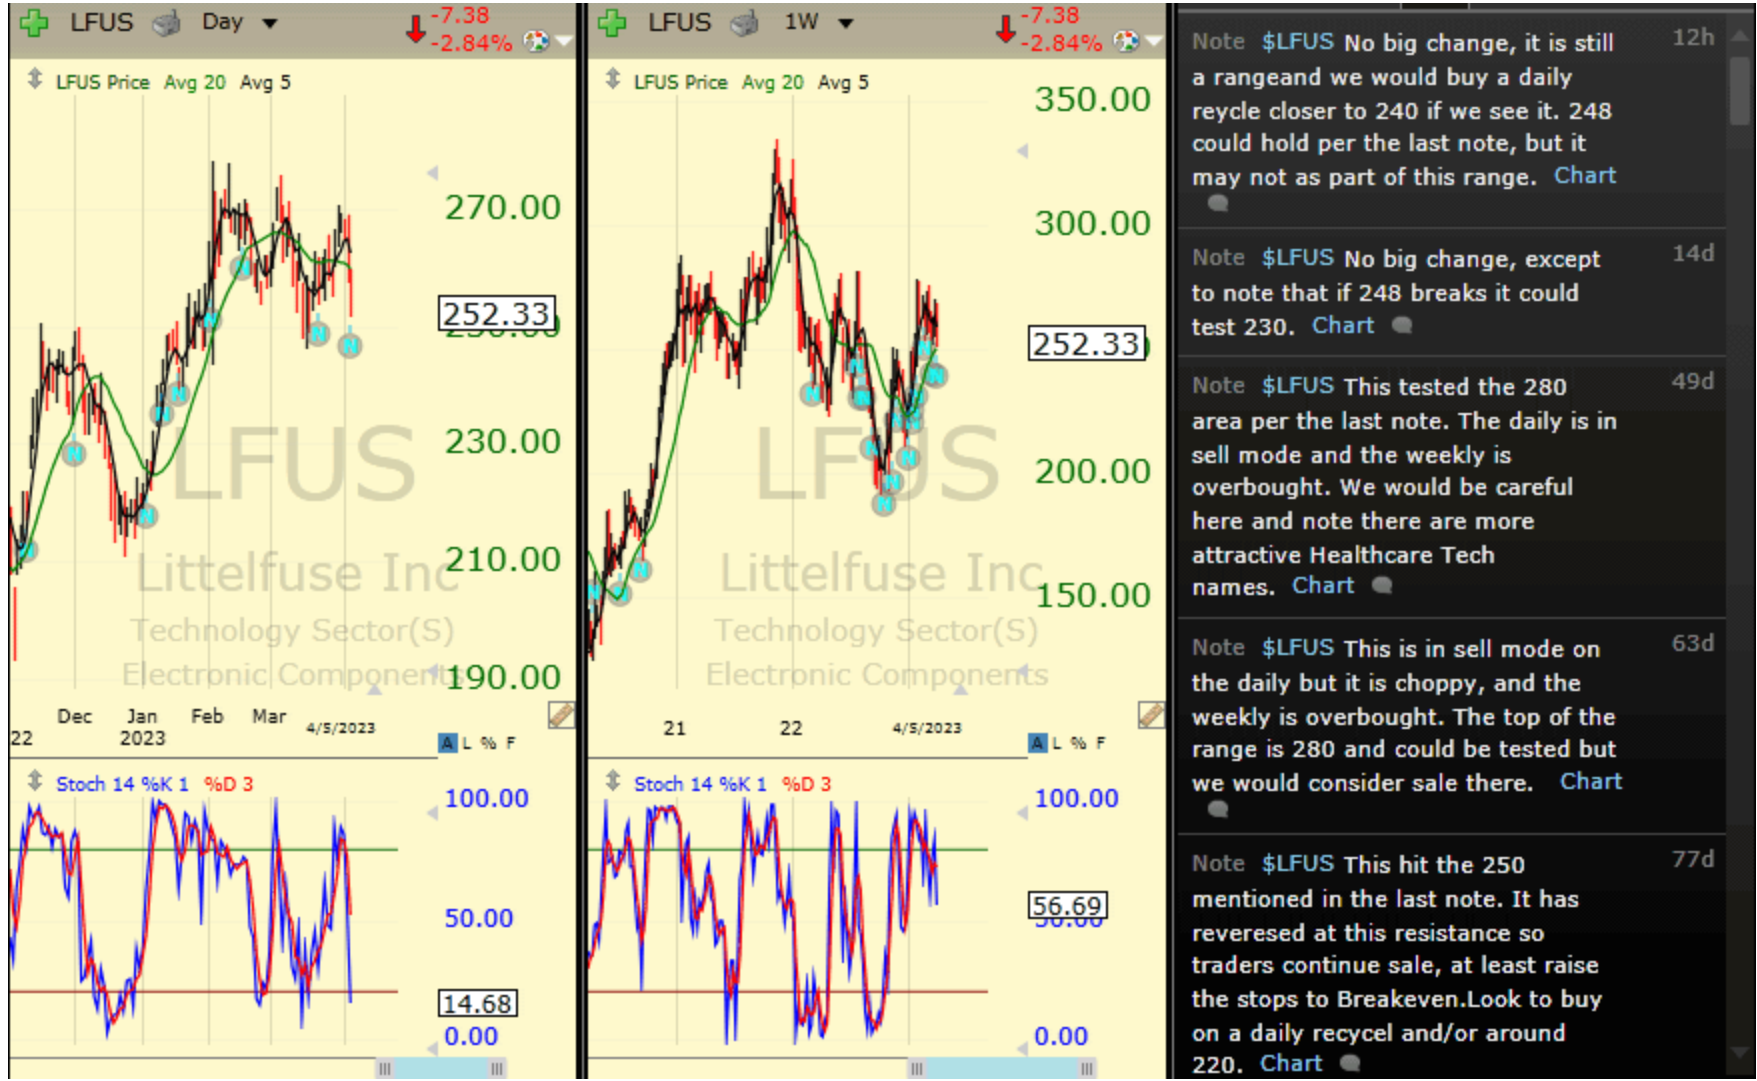 LFUS Day
-7.38
-2.84%
LFUS Price Avg 20 Avg 5
270.00
252.33
230.00
210.00
190.00
LFUS
Littelfuse Inc
Technology Sector(S)
Electronic Components
22 Dec Jan Feb Mar 4/5/2023
2023
A L % F
Stoch 14 %K 1 %D 3
100.00
50.00
14.68
0.00
LFUS 1W
-7.38
-2.84%
LFUS Price Avg 20 Avg 5
350.00
300.00
252.33
200.00
150.00
LFUS
Littelfuse Inc
Technology Sector(S)
Electronic Components
21 22 4/5/2023
A L % F
Stoch 14 %K 1 %D 3
100.00
56.69
0.00
Note $LFUS No big change, it is still 12h
a rangeand we would buy a daily
reycle closer to 240 if we see it. 248
could hold per the last note, but it
may not as part of this range. Chart
Note $LFUS No big change, except 14d
to note that if 248 breaks it could
test 230. Chart
Note $LFUS This tested the 280 49d
area per the last note. The daily is in
sell mode and the weekly is
overbought. We would be careful
here and note there are more
attractive Healthcare Tech
names. Chart
Note $LFUS This is in sell mode on 63d
the daily but it is choppy, and the
weekly is overbought. The top of the
range is 280 and could be tested but
we would consider sale there. Chart
Note $LFUS This hit the 250 77d
mentioned in the last note. It has
reveresed at this resistance so
traders continue sale, at least raise
the stops to Breakeven.Look to buy
on a daily recycel and/or around
220. Chart